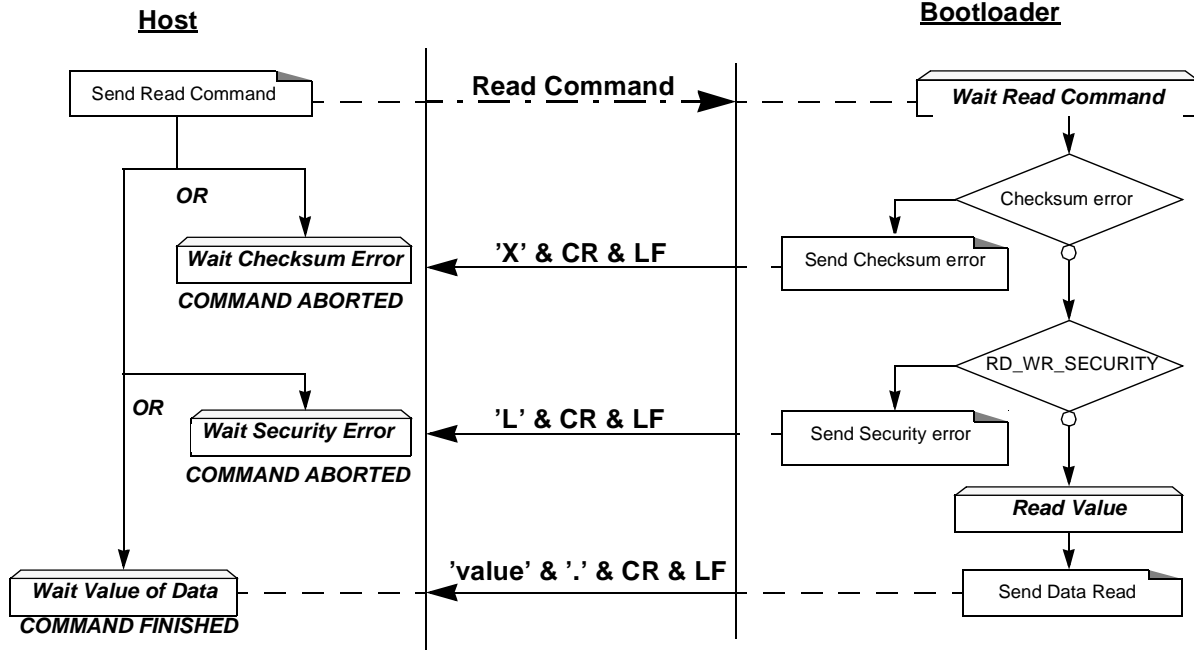 Host
Bootloader
Send Read Command
Read Command
Wait Read Command
OR
Checksum error
Wait Checksum Error
’X’ & CR & LF
Send Checksum error
COMMAND ABORTED
RD_WR_SECURITY
OR
Wait Security Error
’L’ & CR & LF
Send Security error
COMMAND ABORTED
Read Value
Wait Value of Data
’value’ & ’.’ & CR & LF
Send Data Read
COMMAND FINISHED